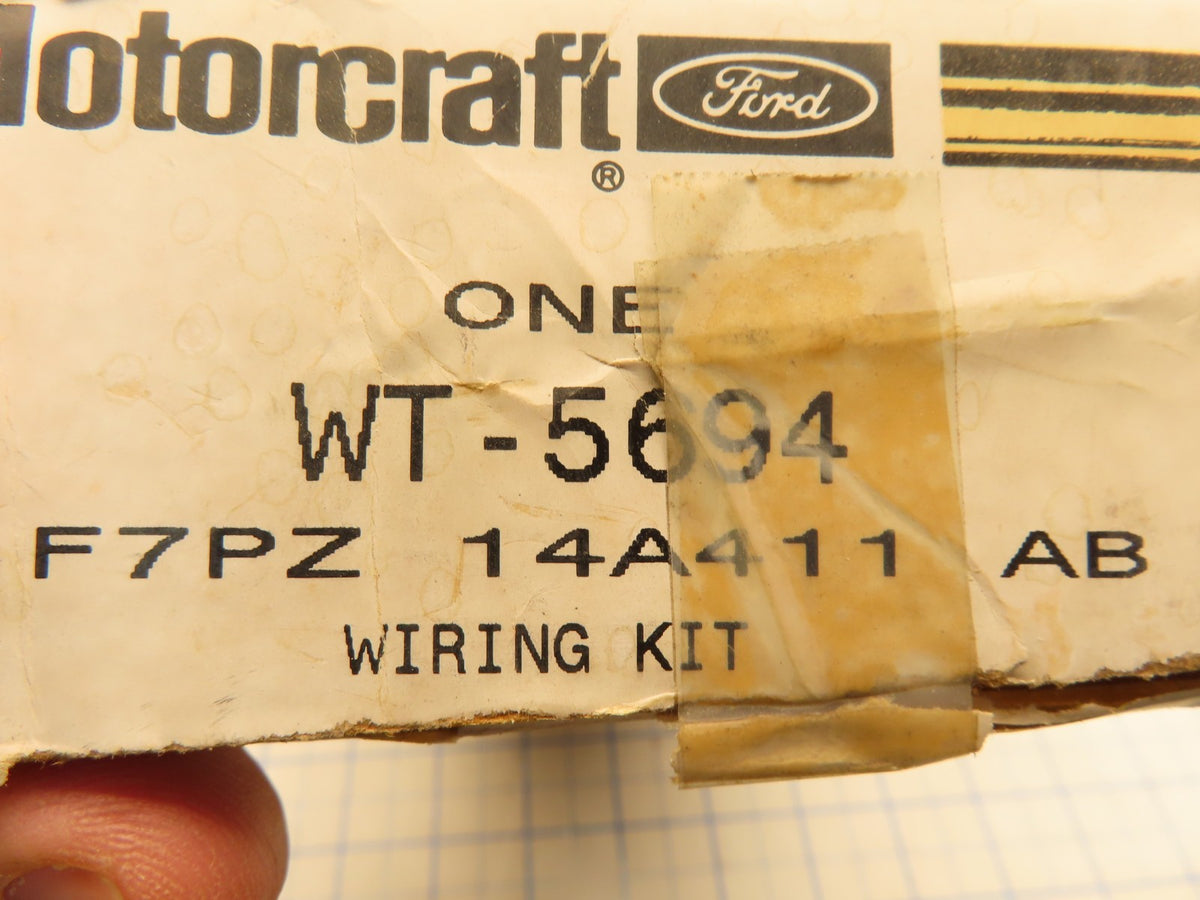 Motorcraft Ford
®
ONE
WT-5694
F7PZ 14A411 AB
WIRING KIT